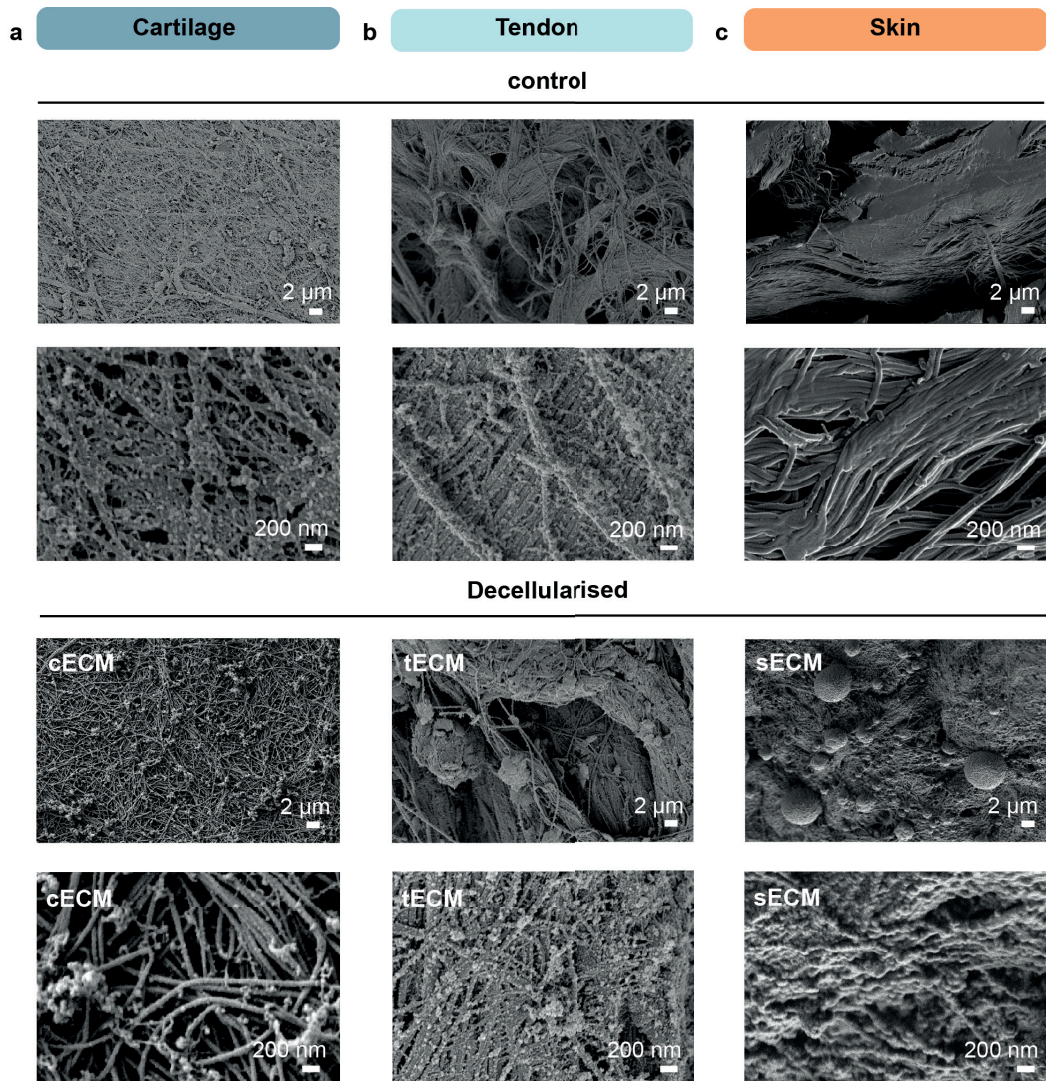 a Cartilage b Tendon c Skin
control
2 µm 2 µm 2 µm
200 nm 200 nm 200 nm
Decellularised
cECM tECM sECM
2 µm 2 µm 2 µm
cECM tECM sECM
200 nm 200 nm 200 nm